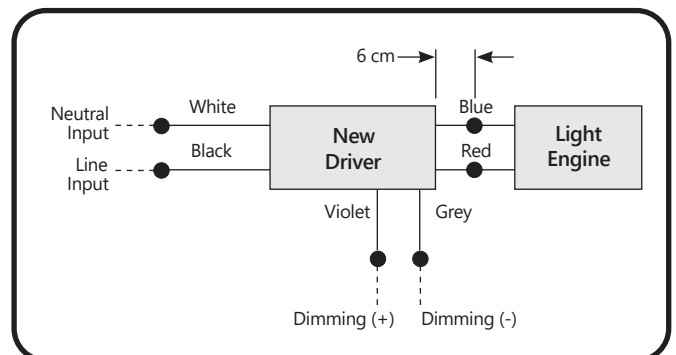 6 cm
Neutral
Input
White
Blue
Line
Input
Black
New
Driver
Red
Light
Engine
Violet
Grey
Dimming (+)
Dimming (-)